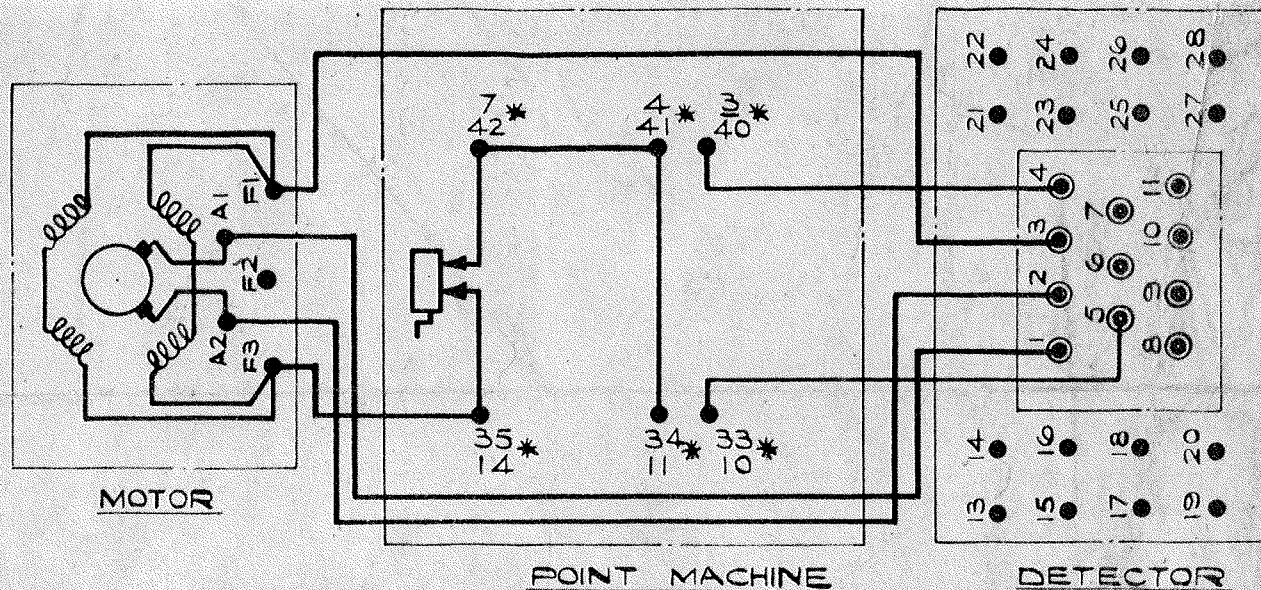 22 24 26 28
21 23 25 27
7 * 4 * 3 *
42 41 40
4 7 11
F1
A1
3 10
F2
6
2 9
5
A2
1 8
F3
35 * 34 * 33 *
14 11 10
14 16 18 20
13 15 17 19
MOTOR
POINT MACHINE
DETECTOR